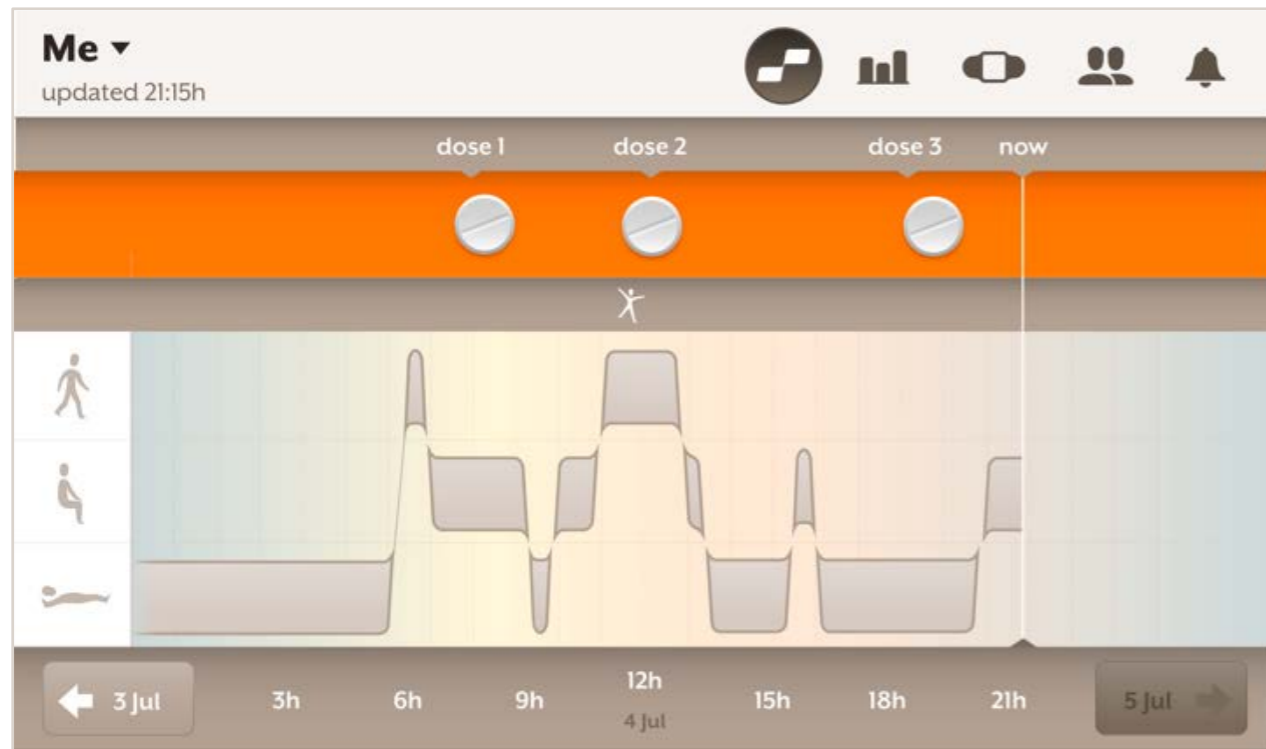 Me
updated 21:15h
dose 1
dose 2
dose 3
now
3 Jul
3h
6h
9h
12h
4 Jul
15h
18h
21h
5 Jul